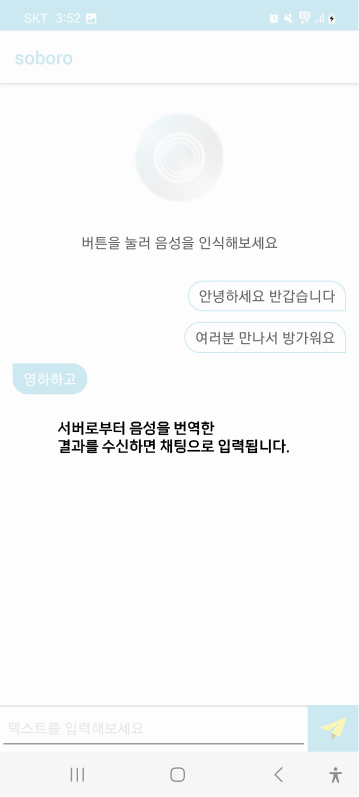 SKT 3:52
soboro
버튼을 눌러 음성을 인식해보세요
안녕하세요 반갑습니다
여러분 만나서 방가워요
영하하고
서버로부터 음성을 번역한
결과를 수신하면 채팅으로 입력됩니다.
텍스트를 입력해보세요